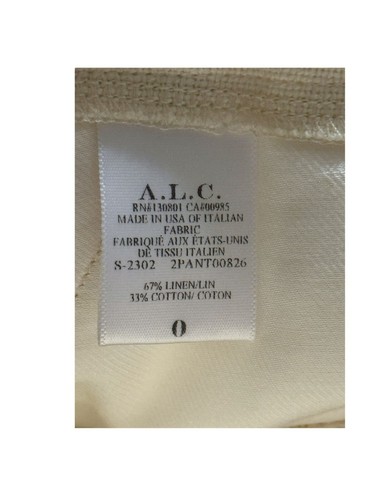 A.L.C.
RN#130801 CA#00985
MADE IN USA OF ITALIAN
FABRIC
FABRIQUÉ AUX ÉTATS-UNIS
DE TISSU ITALIEN
S-2302 2PANT00826
67% LINEN/LIN
33% COTTON/ COTON
0